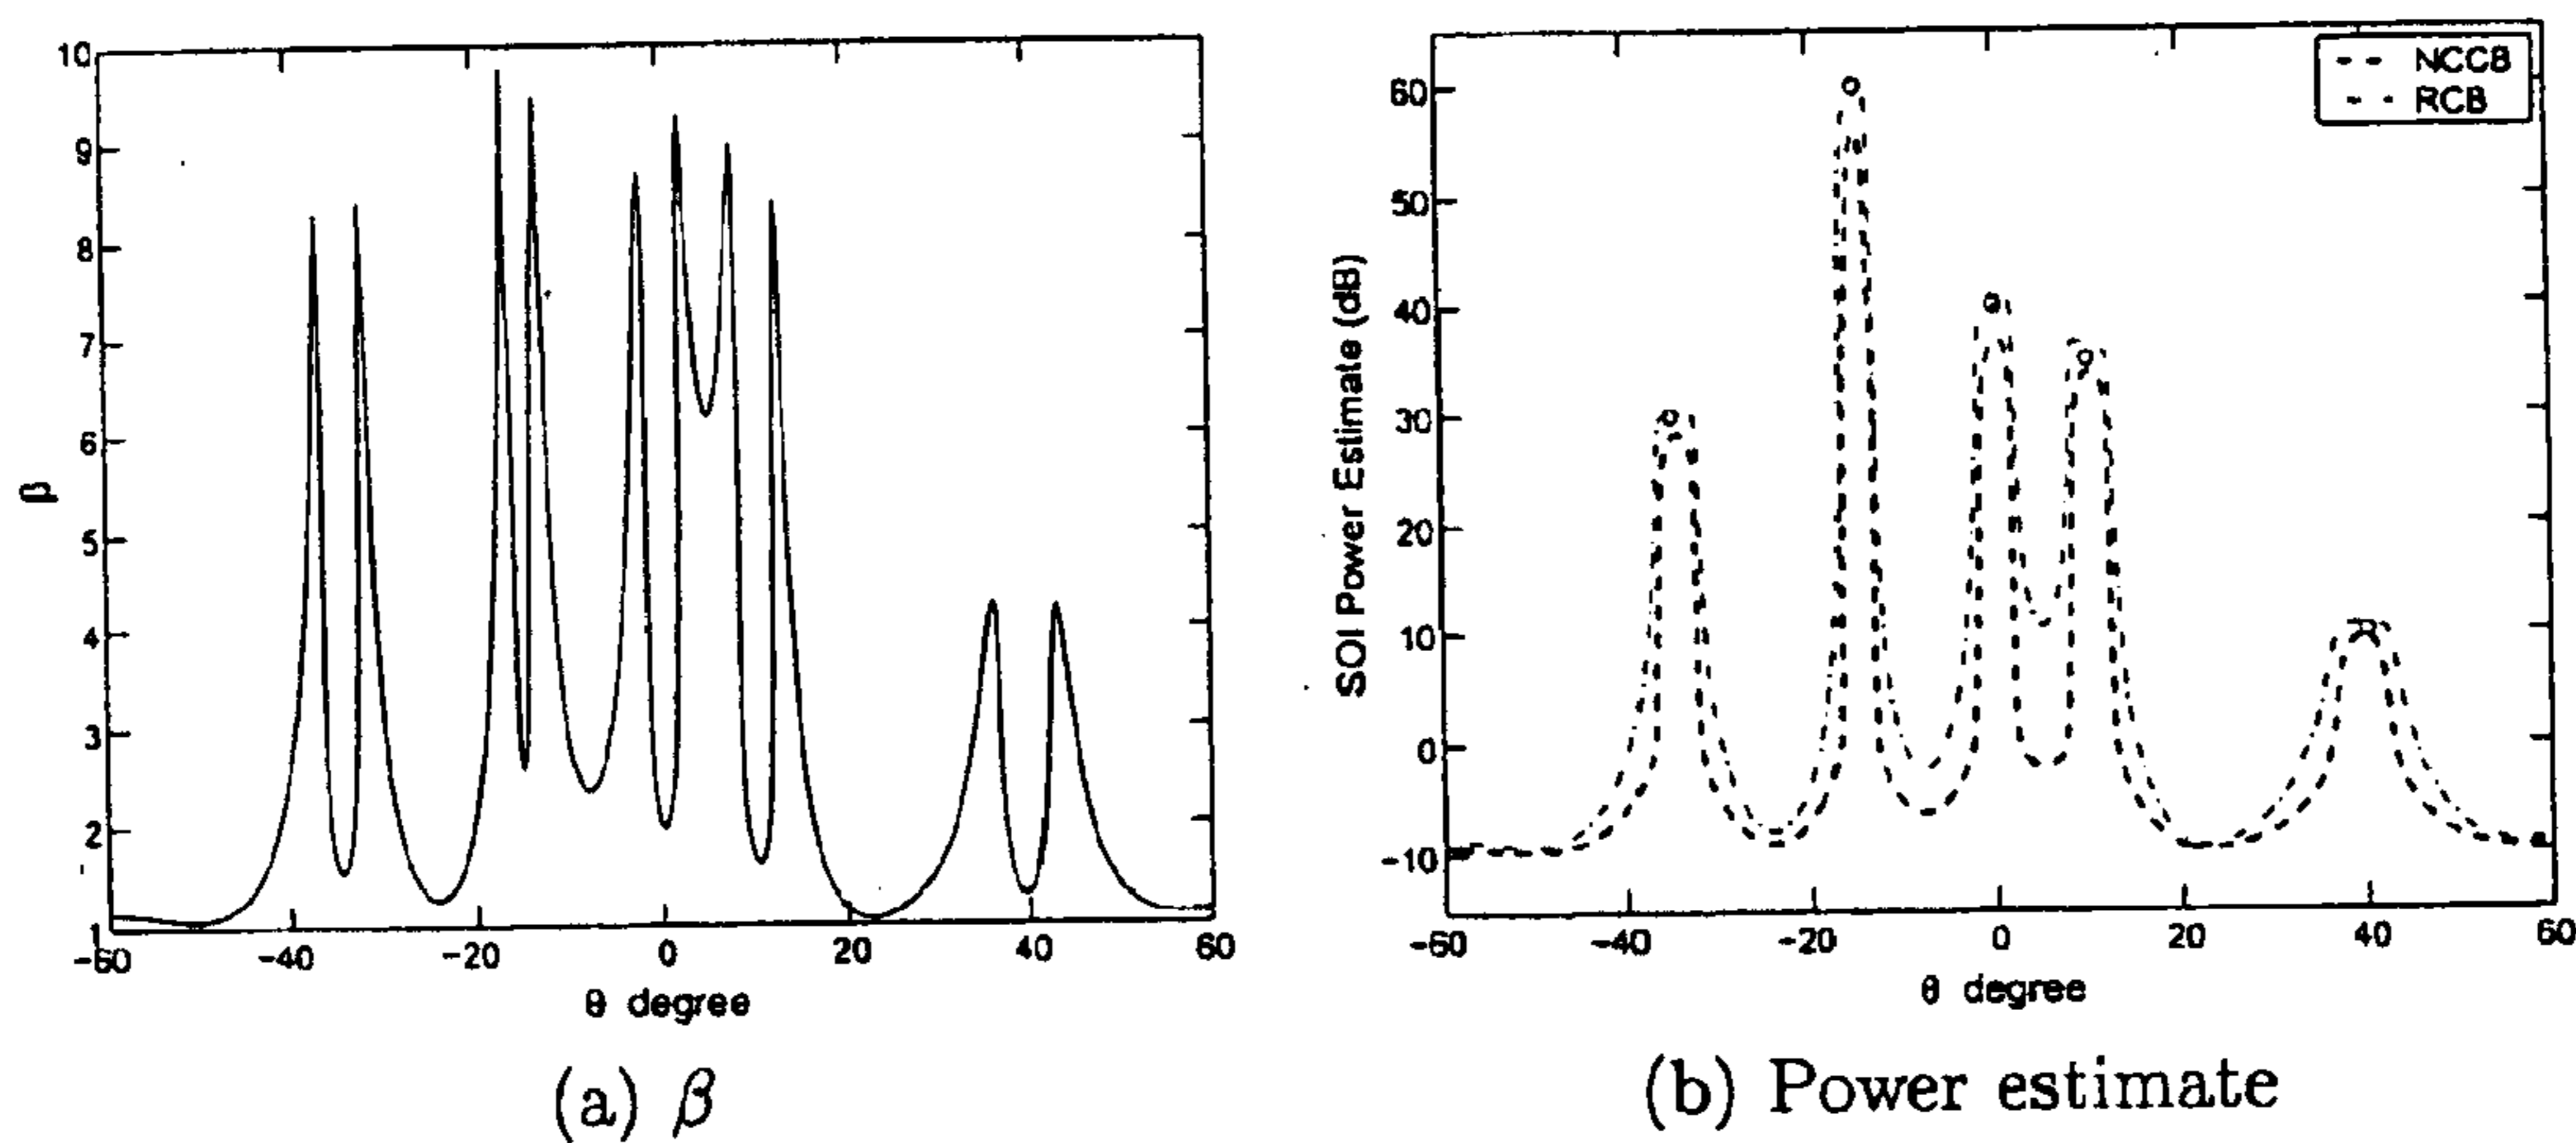 10
9
8
7
6
5
4
3
2
1
β
-60 -40 -20 0 20 40 60
θ degree
(a) β
NCCB
RCB
60
50
40
30
20
10
0
-10
SOI Power Estimate (dB)
-60 -40 -20 0 20 40 60
θ degree
(b) Power estimate